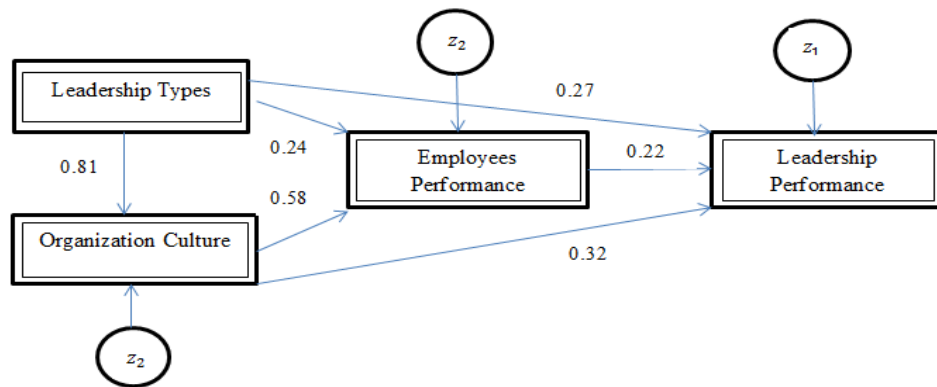 z₂
z₁
Leadership Types
0.27
0.24
Employees
Performance
0.22
Leadership
Performance
0.81
0.58
Organization Culture
0.32
z₂